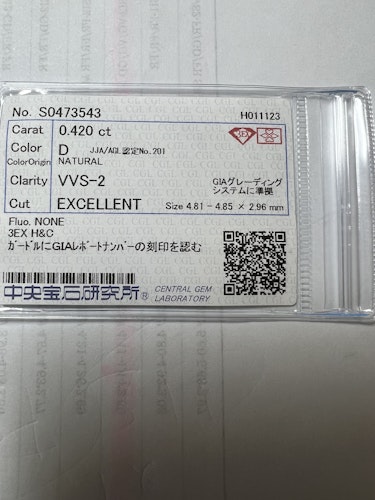 No. S0473543 H011123
Carat 0.420 ct 3EX
Color D JJA/AGL認定No.201
ColorOrigin NATURAL
Clarity VVS-2 GIAグレーディング
システムに準拠
Cut EXCELLENT Size 4.81 - 4.85 × 2.96 mm
Fluo. NONE
3EX H&C
ガードルにGIAレポートナンバーの刻印を認む
中央宝石研究所® CENTRAL GEM
LABORATORY